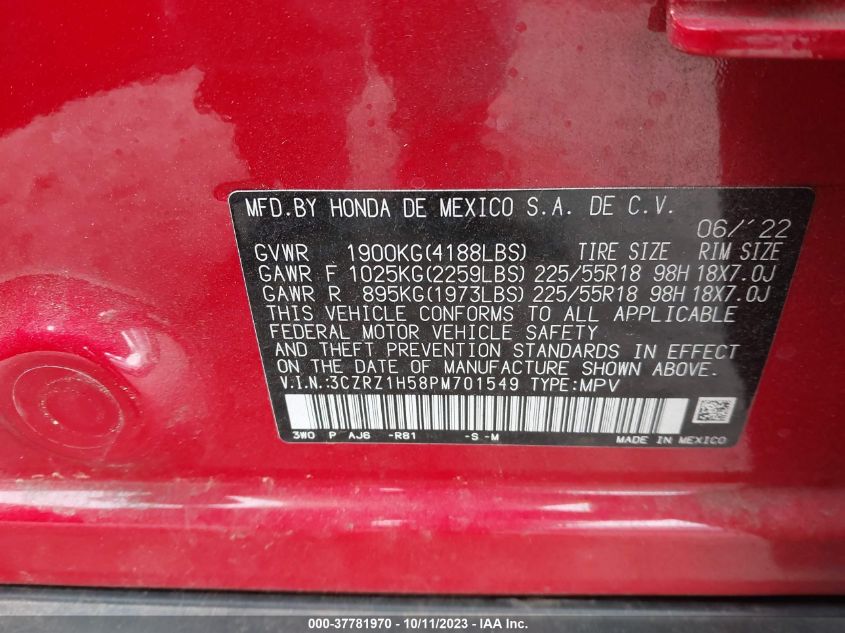 MFD.BY HONDA DE MEXICO S.A. DE C.V.
06/'22
GVWR 1900KG(4188LBS) TIRE SIZE RIM SIZE
GAWR F 1025KG(2259LBS) 225/55R18 98H 18X7.0J
GAWR R 895KG(1973LBS) 225/55R18 98H 18X7.0J
THIS VEHICLE CONFORMS TO ALL APPLICABLE
FEDERAL MOTOR VEHICLE SAFETY
AND THEFT PREVENTION STANDARDS IN EFFECT
ON THE DATE OF MANUFACTURE SHOWN ABOVE.
V.I.N.:3CZRZ1H58PM701549 TYPE:MPV
3W0 P AJ6 -R81 -S -M MADE IN MEXICO
000-37781970 - 10/11/2023 - IAA Inc.